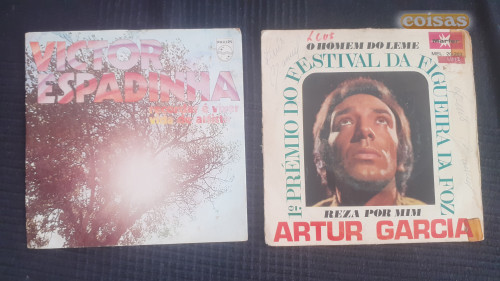 coisas
PHILIPS
VICTOR
ESPADINHA
O HOMEM DO LEME
1º. PRÉMIO DO FESTIVAL DA FIGUEIRA DA FOZ
REZA POR MIM
ARTUR GARCIA